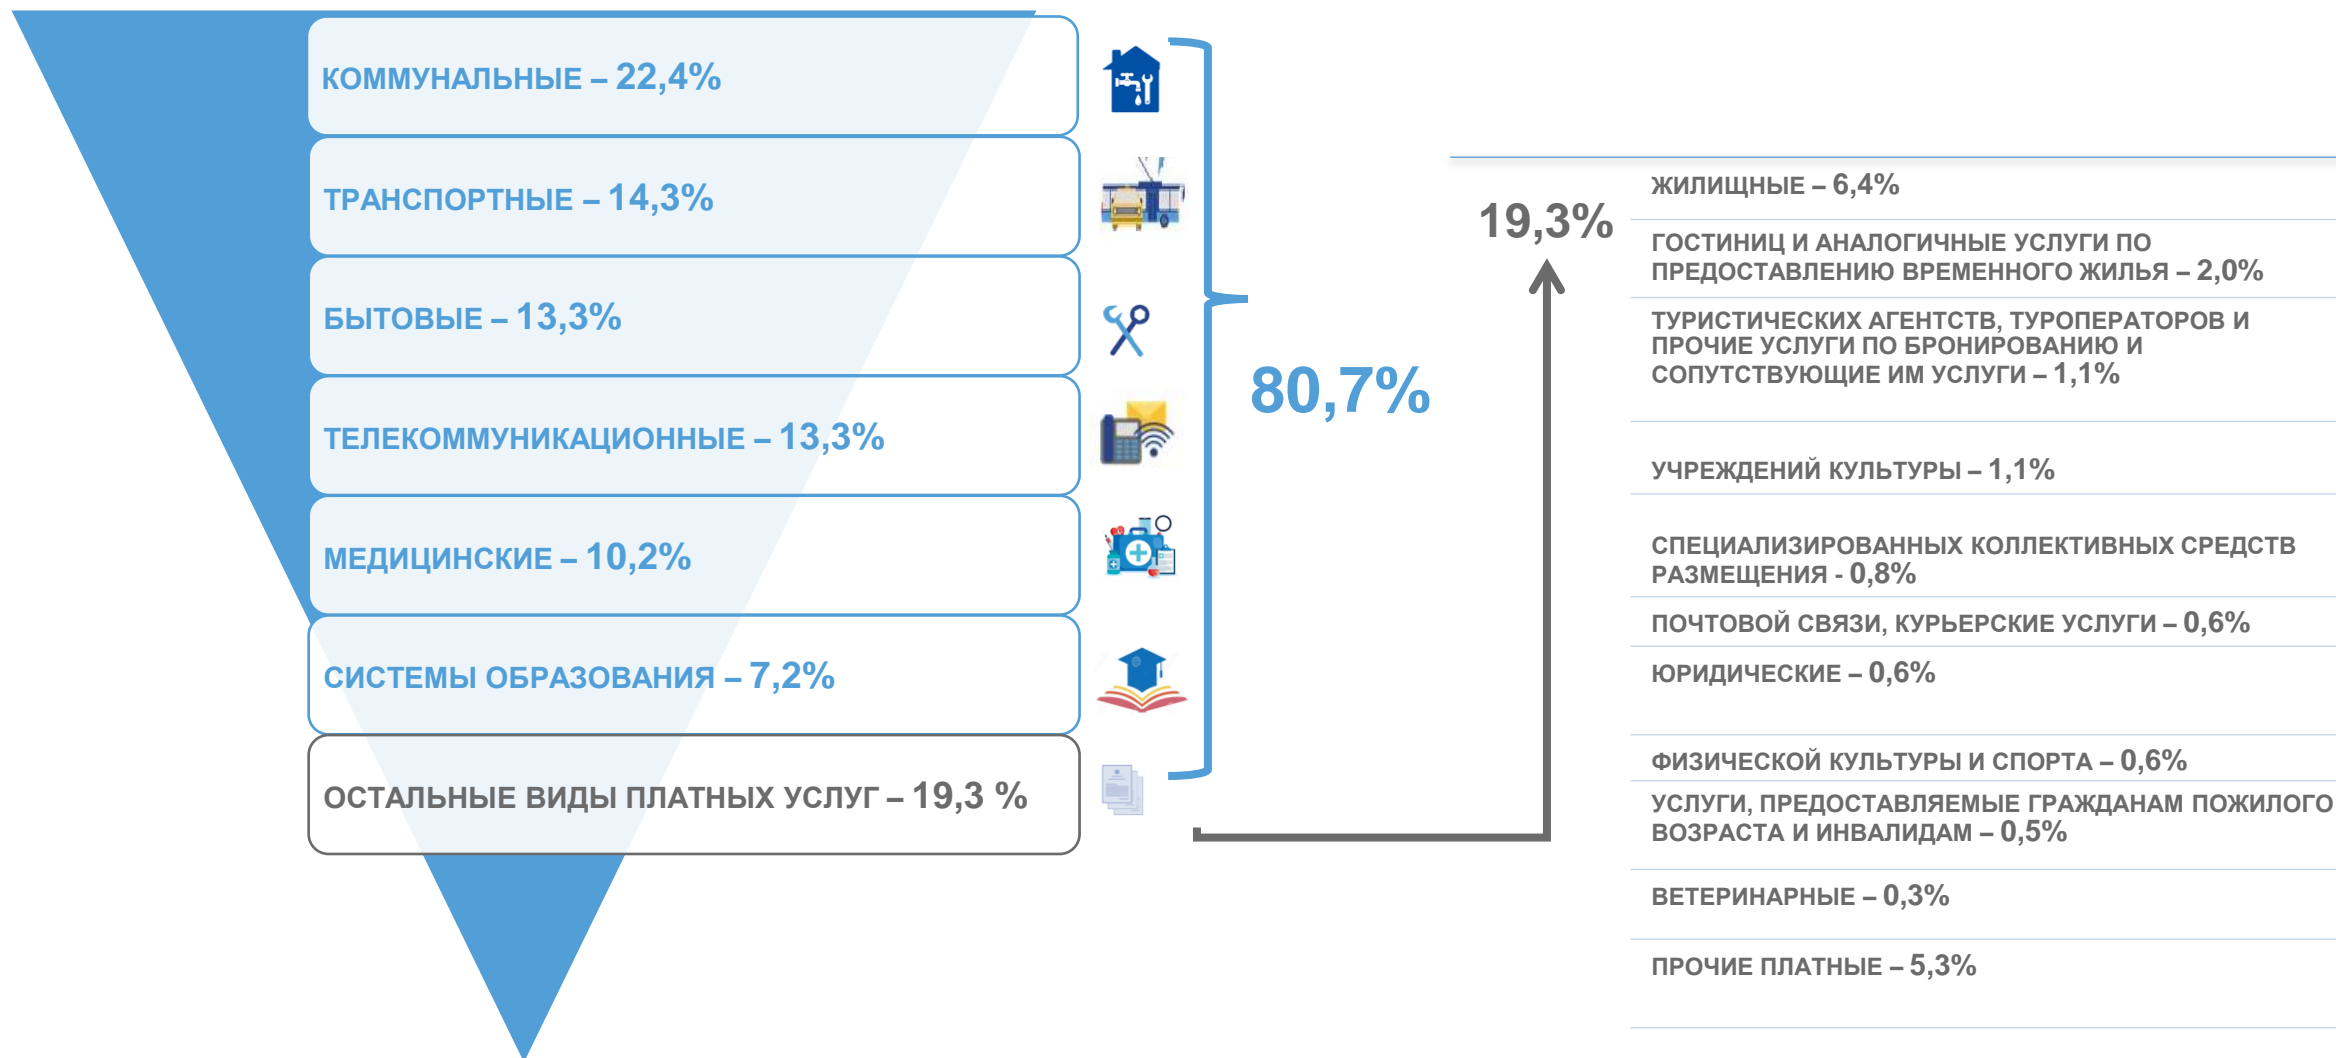 КОММУНАЛЬНЫЕ – 22,4%
ТРАНСПОРТНЫЕ – 14,3%
БЫТОВЫЕ – 13,3%
ТЕЛЕКОММУНИКАЦИОННЫЕ – 13,3%
МЕДИЦИНСКИЕ – 10,2%
СИСТЕМЫ ОБРАЗОВАНИЯ – 7,2%
ОСТАЛЬНЫЕ ВИДЫ ПЛАТНЫХ УСЛУГ – 19,3 %
80,7%
19,3%
ЖИЛИЩНЫЕ – 6,4%
ГОСТИНИЦ И АНАЛОГИЧНЫЕ УСЛУГИ ПО
ПРЕДОСТАВЛЕНИЮ ВРЕМЕННОГО ЖИЛЬЯ – 2,0%
ТУРИСТИЧЕСКИХ АГЕНТСТВ, ТУРОПЕРАТОРОВ И
ПРОЧИЕ УСЛУГИ ПО БРОНИРОВАНИЮ И
СОПУТСТВУЮЩИЕ ИМ УСЛУГИ – 1,1%
УЧРЕЖДЕНИЙ КУЛЬТУРЫ – 1,1%
СПЕЦИАЛИЗИРОВАННЫХ КОЛЛЕКТИВНЫХ СРЕДСТВ
РАЗМЕЩЕНИЯ - 0,8%
ПОЧТОВОЙ СВЯЗИ, КУРЬЕРСКИЕ УСЛУГИ – 0,6%
ЮРИДИЧЕСКИЕ – 0,6%
ФИЗИЧЕСКОЙ КУЛЬТУРЫ И СПОРТА – 0,6%
УСЛУГИ, ПРЕДОСТАВЛЯЕМЫЕ ГРАЖДАНАМ ПОЖИЛОГО
ВОЗРАСТА И ИНВАЛИДАМ – 0,5%
ВЕТЕРИНАРНЫЕ – 0,3%
ПРОЧИЕ ПЛАТНЫЕ – 5,3%